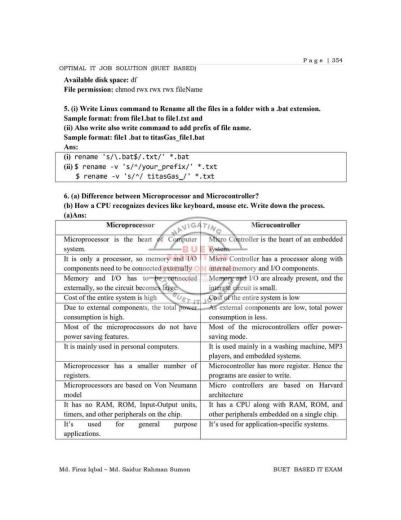 Page | 354
OPTIMAL IT JOB SOLUTION (BUET BASED)
Available disk space: df
File permission: chmod rwx rwx rwx fileName
5. (i) Write Linux command to Rename all the files in a folder with a .bat extension.
Sample format: from file1.bat to file1.txt and
(ii) Also write also write command to add prefix of file name.
Sample format: file1 .bat to titasGas_file1.bat
Ans:
(i) rename 's/\.bat$/.txt/' *.bat
(ii) $ rename -v 's/^/your_prefix/' *.txt
$ rename -v 's/^/ titasGas_/' *.txt
6. (a) Difference between Microprocessor and Microcontroller?
(b) How a CPU recognizes devices like keyboard, mouse etc. Write down the process.
(a)Ans:
Microprocessor
Microcontroller
Microprocessor is the heart of Computer
system.
Micro Controller is the heart of an embedded
system.
It is only a processor, so memory and I/O
components need to be connected externally
Micro Controller has a processor along with
internal memory and I/O components.
Memory and I/O has to be connected
externally, so the circuit becomes large.
Memory and I/O are already present, and the
internal circuit is small.
Cost of the entire system is high
Cost of the entire system is low
Due to external components, the total power
consumption is high.
As external components are low, total power
consumption is less.
Most of the microprocessors do not have
power saving features.
Most of the microcontrollers offer power-
saving mode.
It is mainly used in personal computers.
It is used mainly in a washing machine, MP3
players, and embedded systems.
Microprocessor has a smaller number of
registers.
Microcontroller has more register. Hence the
programs are easier to write.
Microprocessors are based on Von Neumann
model
Micro controllers are based on Harvard
architecture
It has no RAM, ROM, Input-Output units,
timers, and other peripherals on the chip.
It has a CPU along with RAM, ROM, and
other peripherals embedded on a single chip.
It's used for general purpose
applications.
It's used for application-specific systems.
NAVIGATING
BUET
BUET IT
Md. Firoz Iqbal – Md. Saidur Rahman Sumon
BUET BASED IT EXAM